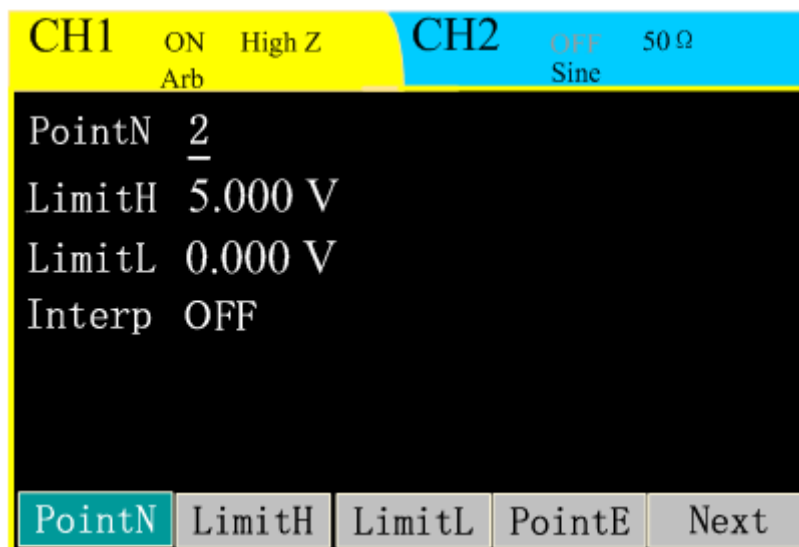 CH1 ON High Z CH2 OFF 50 Ω
Arb Sine
PointN 2
LimitH 5.000 V
LimitL 0.000 V
Interp OFF
PointN LimitH LimitL PointE Next